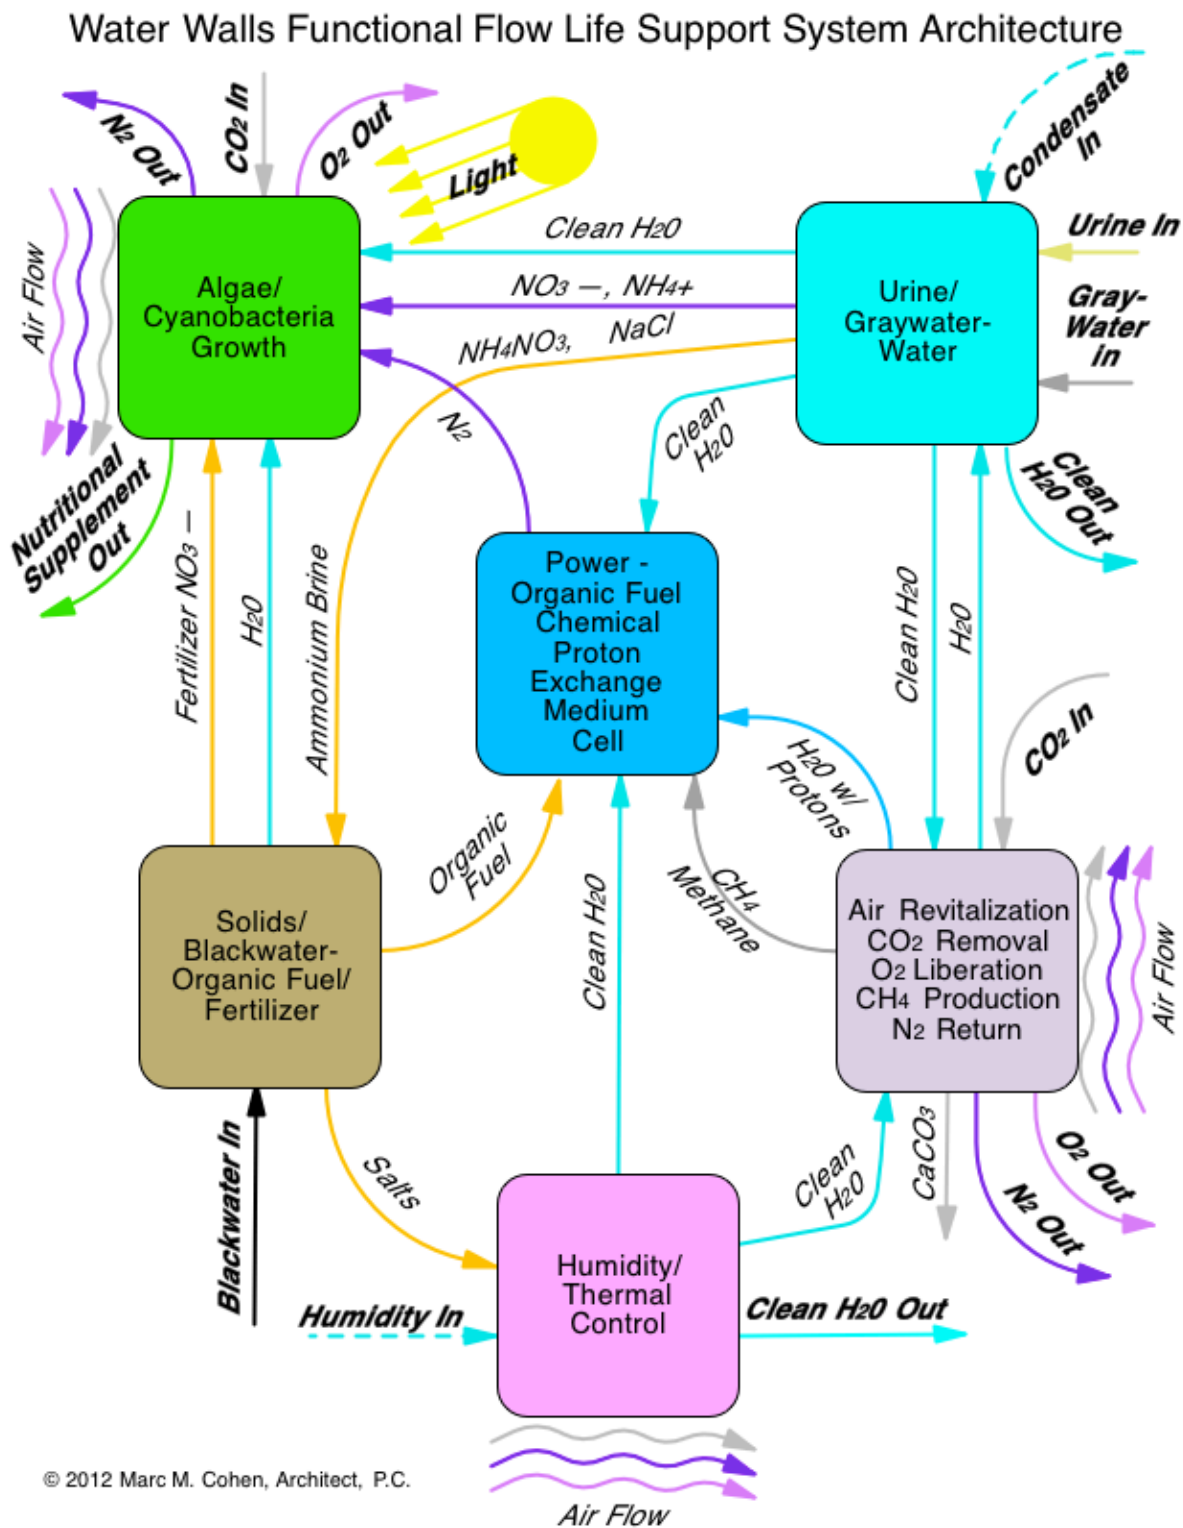 Water Walls Functional Flow Life Support System Architecture
N2 Out
CO2 In
O2 Out
Light
Condensate
In
Air Flow
Algae/
Cyanobacteria
Growth
Clean H20
NO3 —, NH4+
NH4NO3, NaCl
N2
Clean
H20
Urine/
Graywater-
Water
Urine In
Gray-
Water
in
Clean
H20 Out
Nutritional
Supplement
Out
Fertilizer NO3 —
H20
Ammonium Brine
Power -
Organic Fuel
Chemical
Proton
Exchange
Medium
Cell
Clean H20
H20
CO2 In
H20 w/
Protons
CH4
Methane
Organic
Fuel
Clean H20
Solids/
Blackwater-
Organic Fuel/
Fertilizer
Air Revitalization
CO2 Removal
O2 Liberation
CH4 Production
N2 Return
Air Flow
Blackwater In
Salts
Clean
H20
CaCO3
N2 Out
O2 Out
Humidity In
Humidity/
Thermal
Control
Clean H20 Out
Air Flow
© 2012 Marc M. Cohen, Architect, P.C.